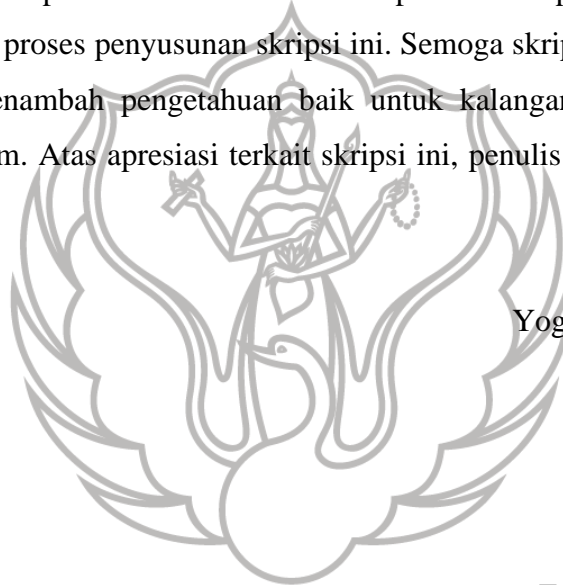 proses penyusunan skripsi ini. Semoga skrip
enambah pengetahuan baik untuk kalangan
m. Atas apresiasi terkait skripsi ini, penulis
Yog